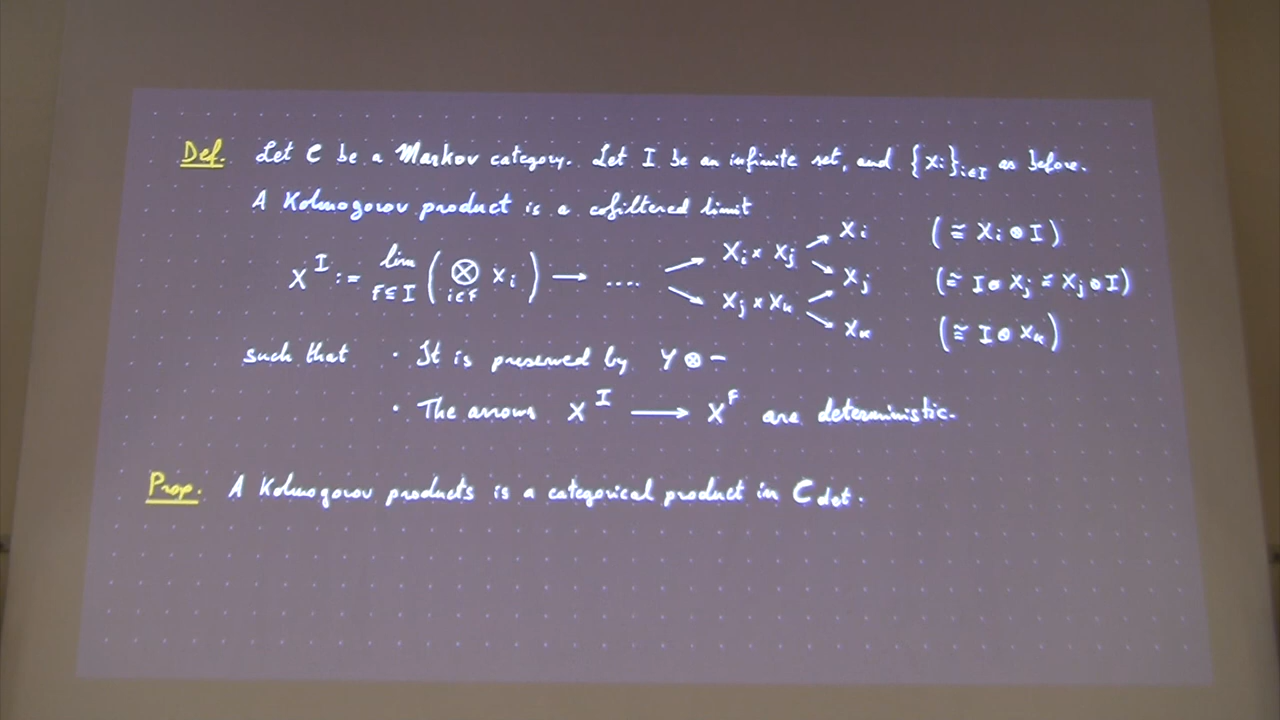 Def. Let C be a Markov category. Let I be an infinite set, and {Xi}i∈I as before.
A Kolmogorov product is a cofiltered limit
X^I := lim F⊆I (⊗ i∈F Xi) → .... Xi × Xj Xj × Xk Xi Xj Xk
(≅ Xi ⊗ I)
(≅ I ⊗ Xj ≅ Xj ⊗ I)
(≅ I ⊗ Xk)
such that · It is preserved by Y ⊗ –
· The arrows X^I → X^F are deterministic.
Prop. A Kolmogorov products is a categorical product in C det.